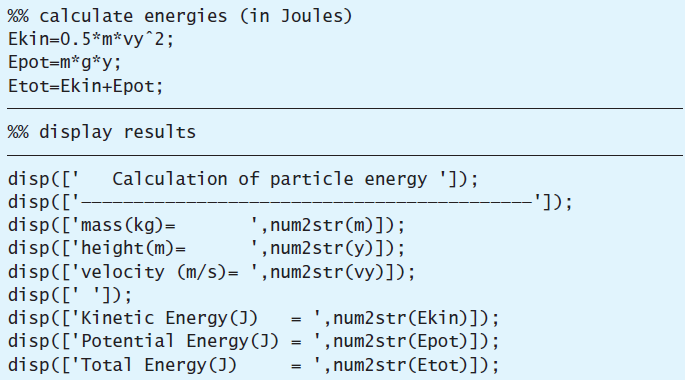 %% calculate energies (in Joules)
Ekin=0.5*m*vyˆ2;
Epot=m*g*y;
Etot=Ekin+Epot;
%% display results
disp(['   Calculation of particle energy ']);
disp(['-------------------------------------------']);
disp(['mass(kg)=       ',num2str(m)]);
disp(['height(m)=      ',num2str(y)]);
disp(['velocity (m/s)= ',num2str(vy)]);
disp([' ']);
disp(['Kinetic Energy(J)   = ',num2str(Ekin)]);
disp(['Potential Energy(J) = ',num2str(Epot)]);
disp(['Total Energy(J)     = ',num2str(Etot)]);